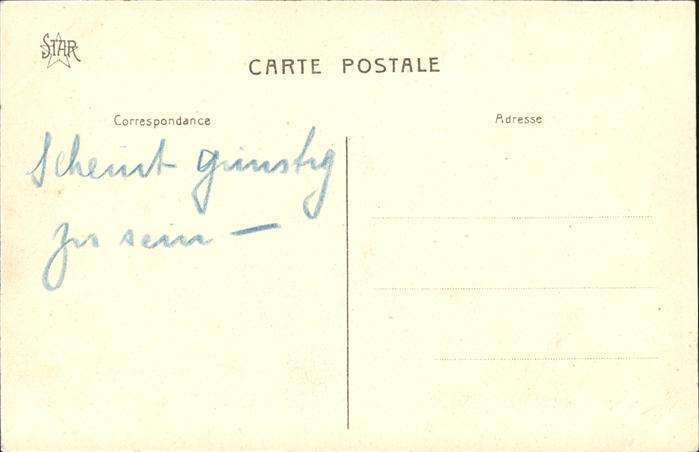 STAR
CARTE POSTALE
Correspondance
Adresse
Scheint günstig
zu sein —